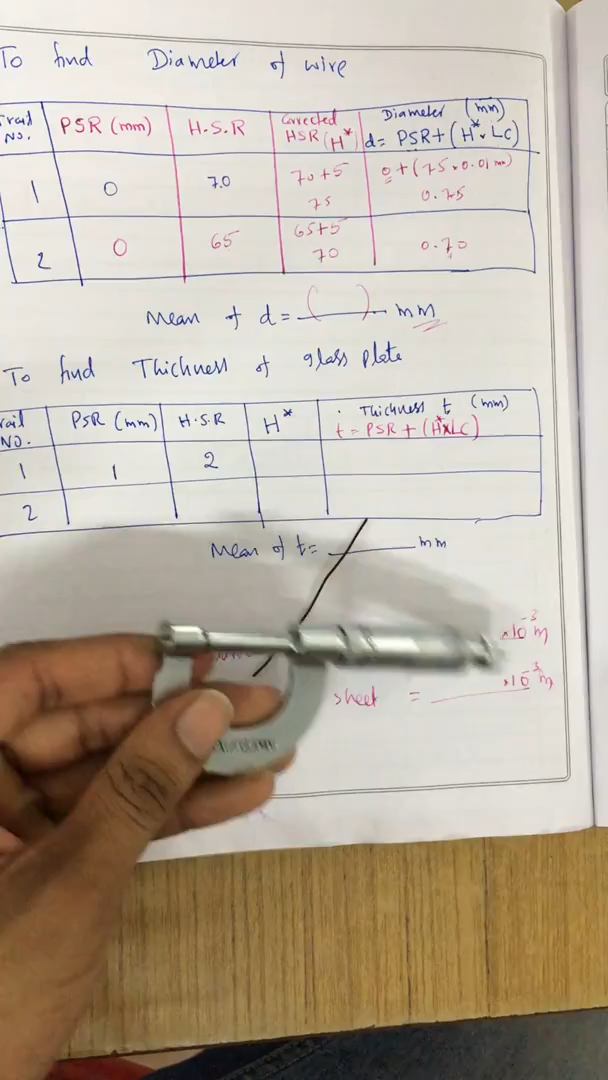 To find Diameter of wire
Trail No. PSR (mm) H.S.R Corrected HSR (H*) Diameter (mm) d= PSR+(H*×LC)
1 0 70 70+5 75 0+(75×0.01mm) 0.75
2 0 65 65+5 70 0.70
Mean of d= ( ) mm
To find Thickness of glass plate
Trail NO. PSR (mm) H.S.R H* Thickness t (mm) t= PSR+(H*×LC)
1 1 2
2
Mean of t= mm
×10⁻³ m
sheet = ×10⁻³ m